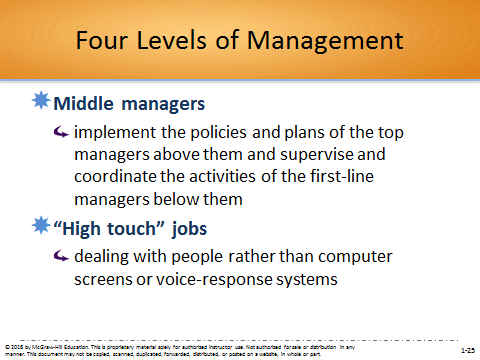 Four Levels of Management
Middle managers
implement the policies and plans of the top
managers above them and supervise and
coordinate the activities of the first-line
managers below them
“High touch” jobs
dealing with people rather than computer
screens or voice-response systems
© 2016 by McGraw-Hill Education. This is proprietary material solely for authorized instructor use. Not authorized for sale or distribution in any
manner. This document may not be copied, scanned, duplicated, forwarded, distributed, or posted on a website, in whole or part.
1-25